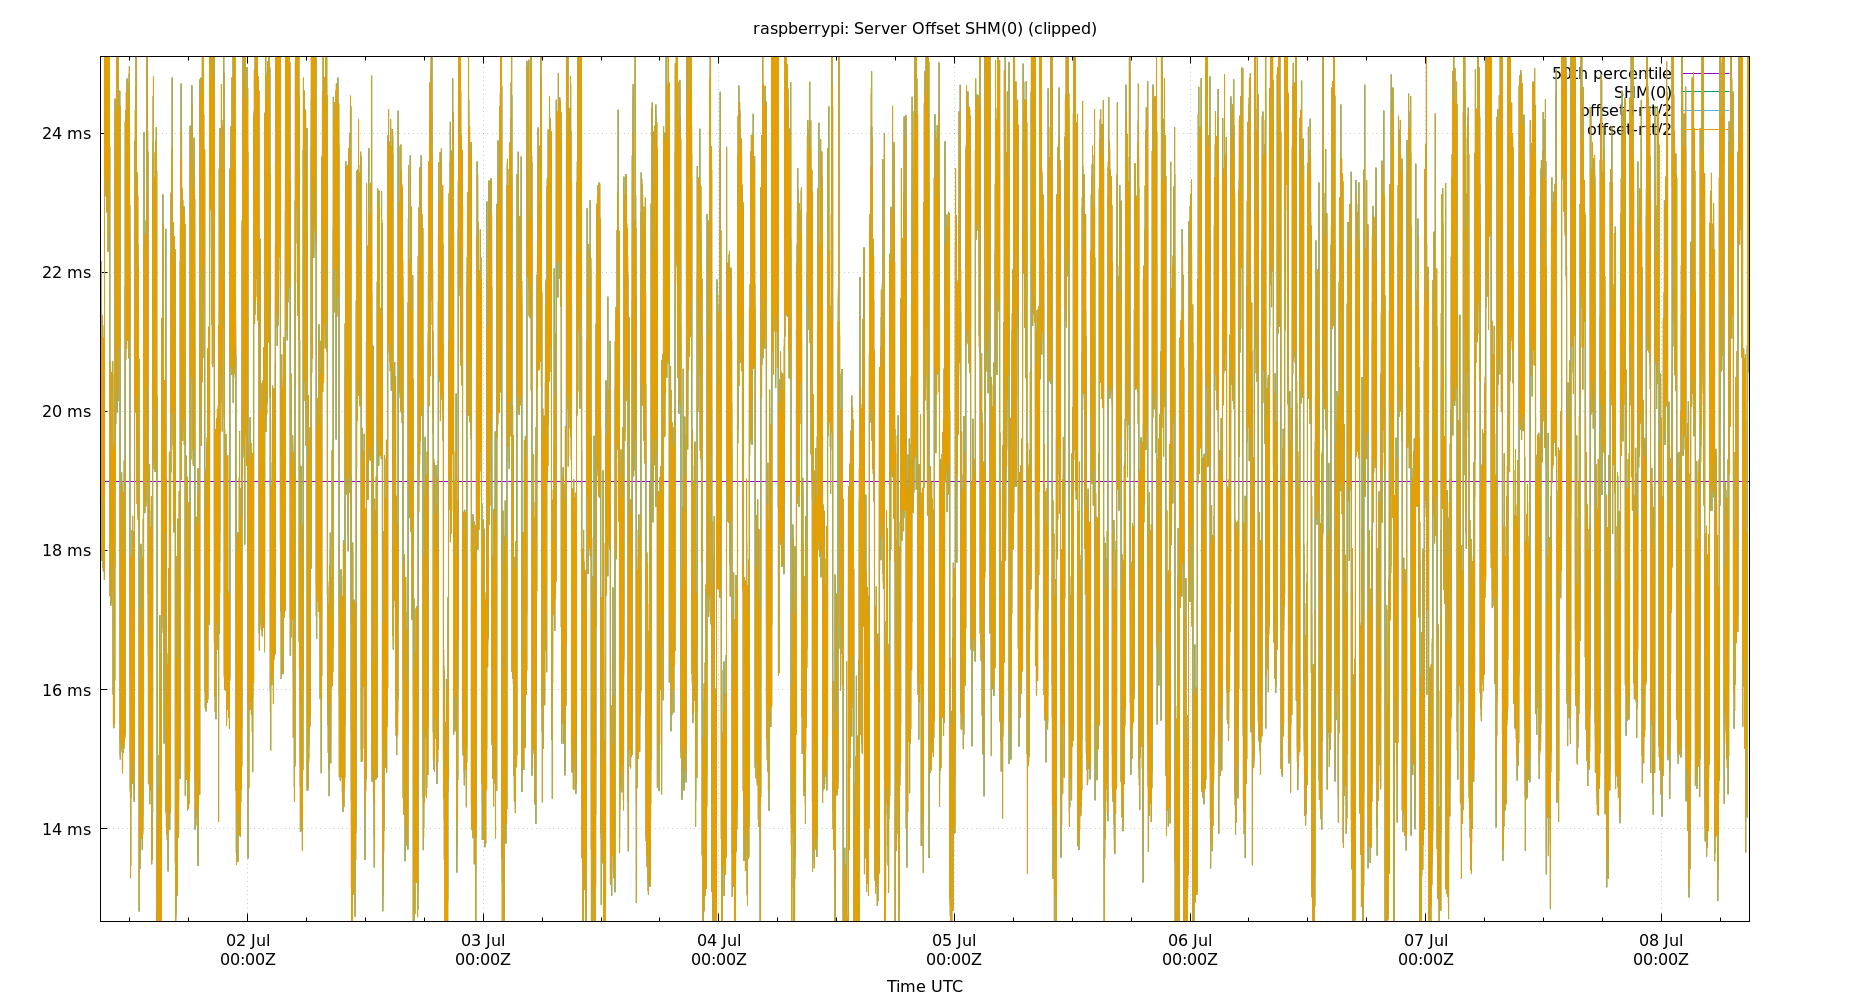 raspberrypi: Server Offset SHM(0) (clipped)
50th percentile
SHM(0)
offset+rtt/2
offset-rtt/2
24 ms
22 ms
20 ms
18 ms
16 ms
14 ms
02 Jul 03 Jul 04 Jul 05 Jul 06 Jul 07 Jul 08 Jul
00:00Z 00:00Z 00:00Z 00:00Z 00:00Z 00:00Z 00:00Z
Time UTC